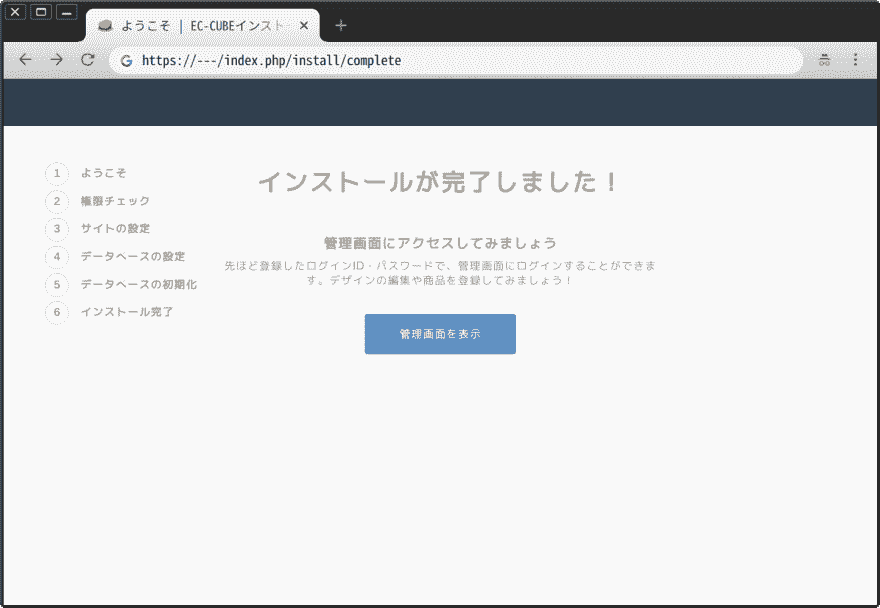 ようこそ | EC-CUBEインスト
https://---/index.php/install/complete
1 ようこそ
2 権限チェック
3 サイトの設定
4 データベースの設定
5 データベースの初期化
6 インストール完了
インストールが完了しました！
管理画面にアクセスしてみましょう
先ほど登録したログインID・パスワードで、管理画面にログインすることができま
す。デザインの編集や商品を登録してみましょう！
管理画面を表示